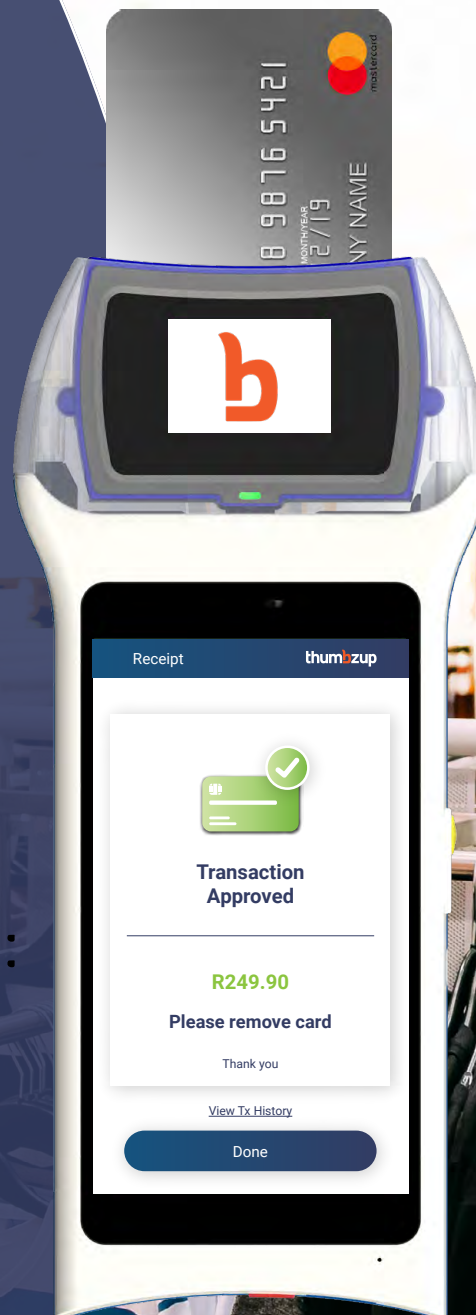 mastercard
8 9876 5421
MONTH/YEAR
2 /19
NY NAME
b
Receipt
thumbzup
Transaction
Approved
R249.90
Please remove card
Thank you
View Tx History
Done